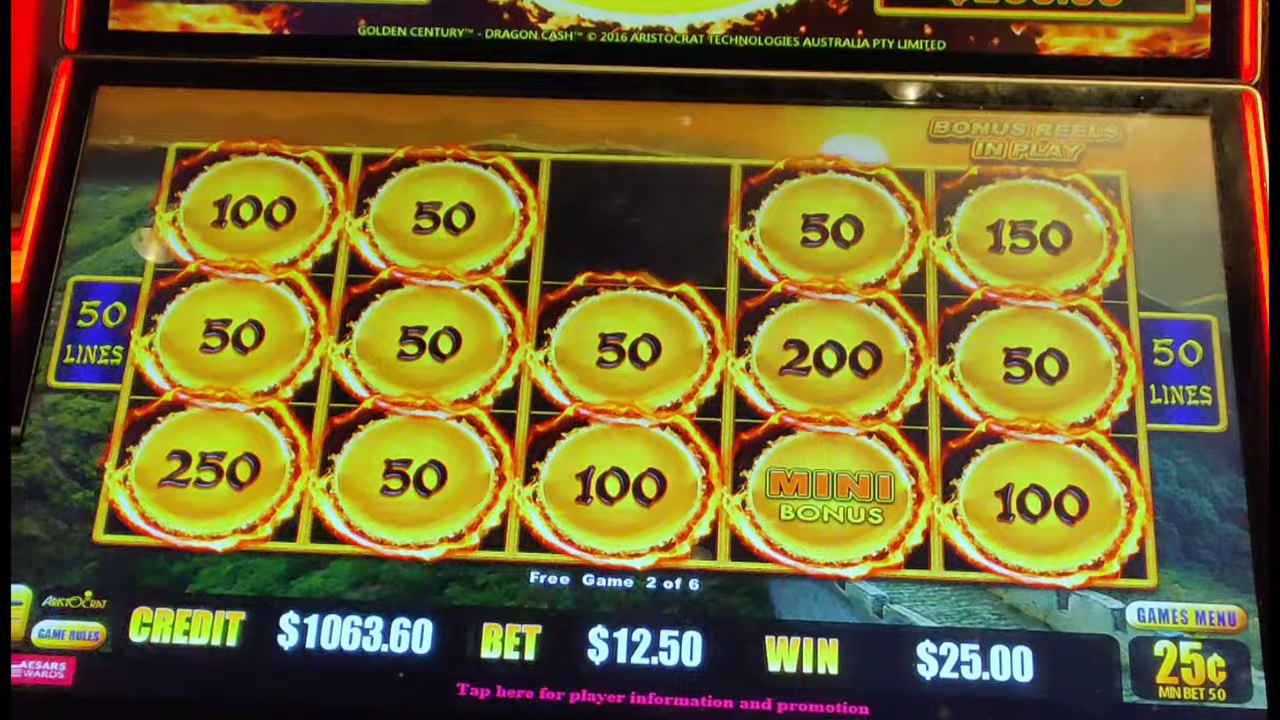 GOLDEN CENTURY™ - DRAGON CASH™ © 2016 ARISTOCRAT TECHNOLOGIES AUSTRALIA PTY LIMITED
BONUS REELS
IN PLAY
100 50 50 150
50
LINES
50 50 50 200 50
50
LINES
250 50 100 MINI
BONUS 100
Free Game 2 of 6
ARISTOCRAT
GAME RULES
CREDIT $1063.60 BET $12.50 WIN $25.00
GAMES MENU
25¢
MIN BET 50
Tap here for player information and promotion